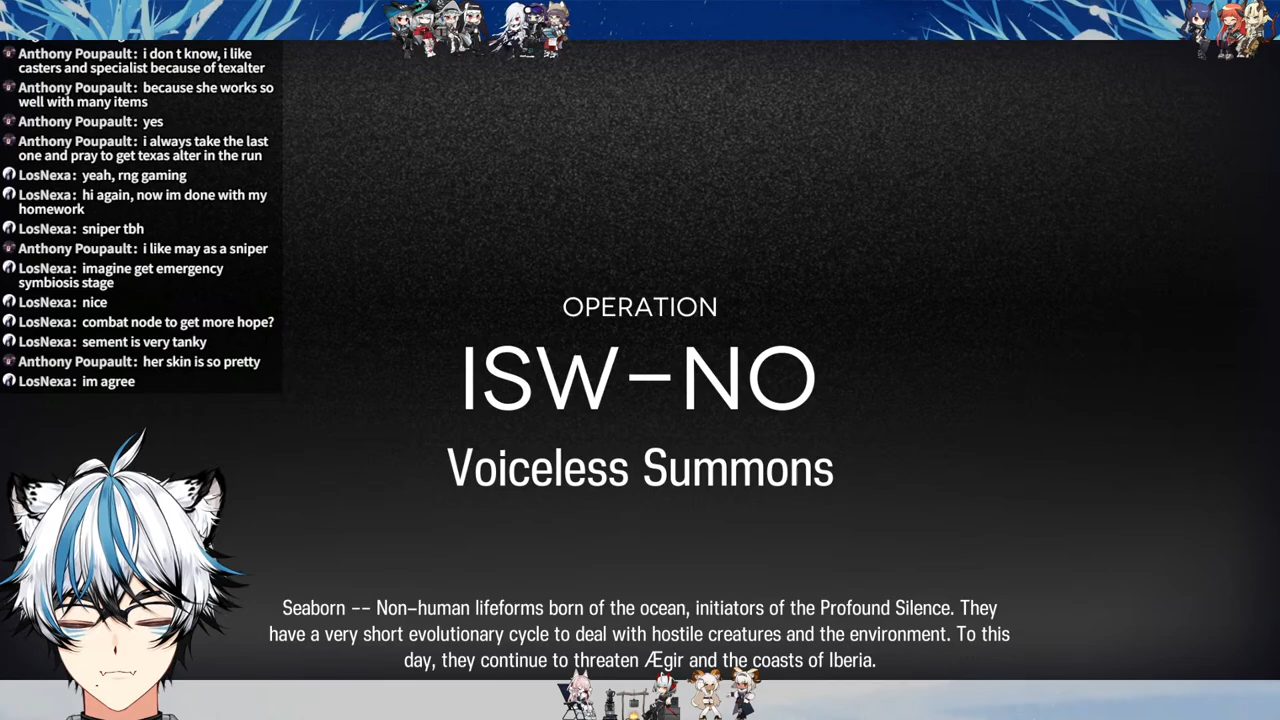 Anthony Poupault: i don t know, i like
casters and specialist because of texalter
Anthony Poupault: because she works so
well with many items
Anthony Poupault: yes
Anthony Poupault: i always take the last
one and pray to get texas alter in the run
LosNexa: yeah, rng gaming
LosNexa: hi again, now im done with my
homework
LosNexa: sniper tbh
Anthony Poupault: i like may as a sniper
LosNexa: imagine get emergency
symbiosis stage
LosNexa: nice
LosNexa: combat node to get more hope?
LosNexa: sement is very tanky
Anthony Poupault: her skin is so pretty
LosNexa: im agree
OPERATION
ISW-NO
Voiceless Summons
Seaborn -- Non-human lifeforms born of the ocean, initiators of the Profound Silence. They
have a very short evolutionary cycle to deal with hostile creatures and the environment. To this
day, they continue to threaten Ægir and the coasts of Iberia.